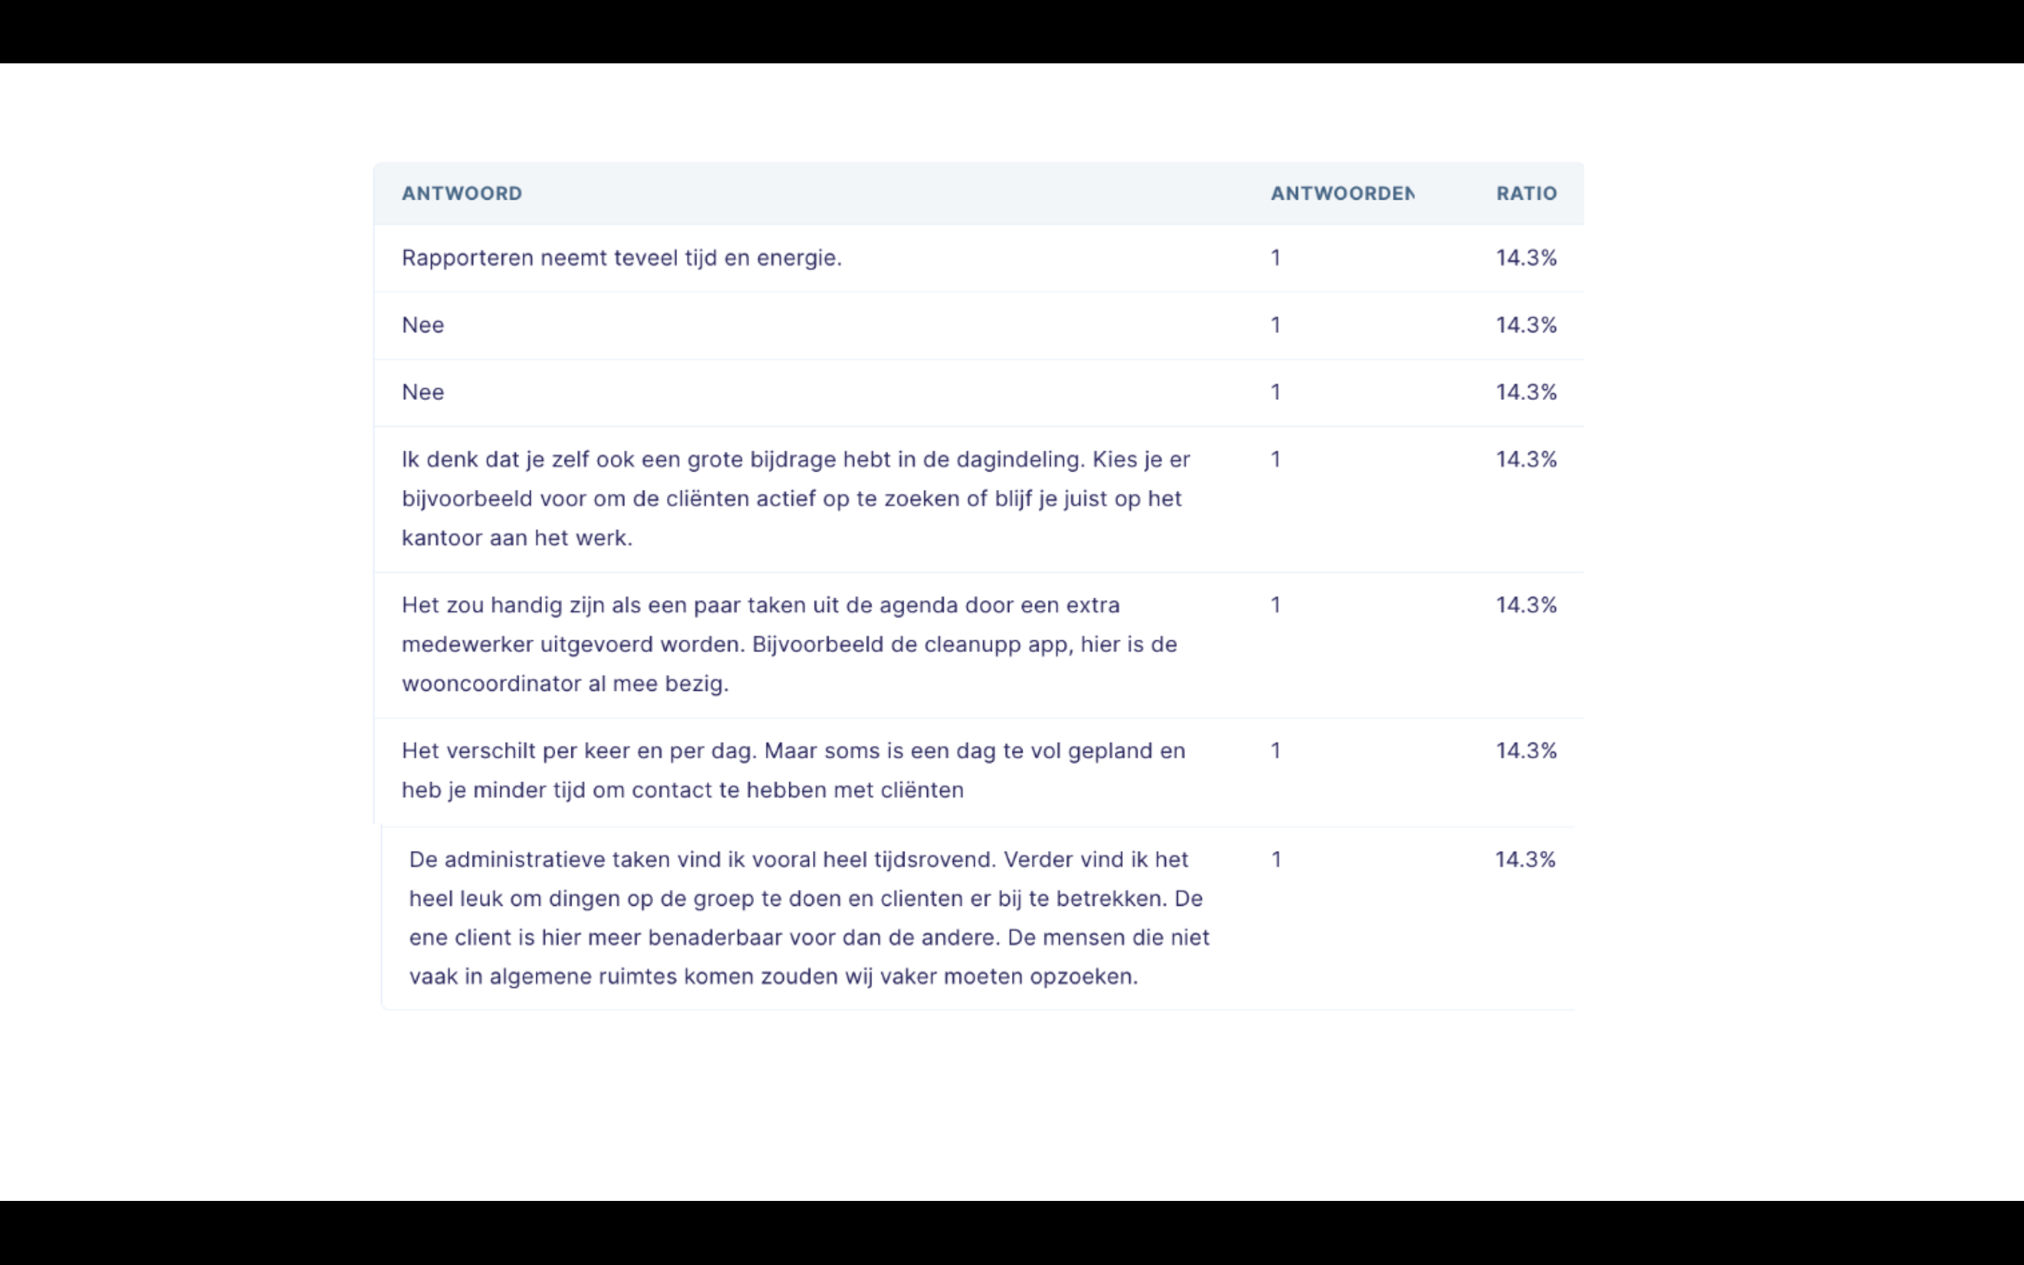 ANTWOORD ANTWOORDEN RATIO
Rapporteren neemt teveel tijd en energie. 1 14.3%
Nee 1 14.3%
Nee 1 14.3%
Ik denk dat je zelf ook een grote bijdrage hebt in de dagindeling. Kies je er 1 14.3%
bijvoorbeeld voor om de cliënten actief op te zoeken of blijf je juist op het
kantoor aan het werk.
Het zou handig zijn als een paar taken uit de agenda door een extra 1 14.3%
medewerker uitgevoerd worden. Bijvoorbeeld de cleanupp app, hier is de
wooncoordinator al mee bezig.
Het verschilt per keer en per dag. Maar soms is een dag te vol gepland en 1 14.3%
heb je minder tijd om contact te hebben met cliënten
De administratieve taken vind ik vooral heel tijdsrovend. Verder vind ik het 1 14.3%
heel leuk om dingen op de groep te doen en clienten er bij te betrekken. De
ene client is hier meer benaderbaar voor dan de andere. De mensen die niet
vaak in algemene ruimtes komen zouden wij vaker moeten opzoeken.